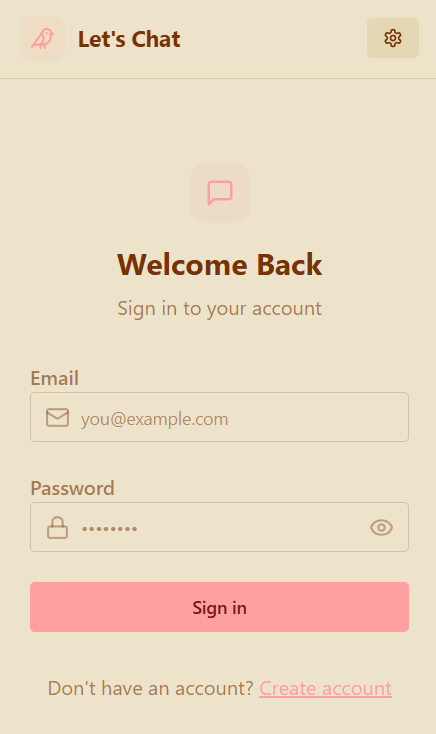 Let's Chat
Welcome Back
Sign in to your account
Email
you@example.com
Password
••••••••
Sign in
Don't have an account? Create account